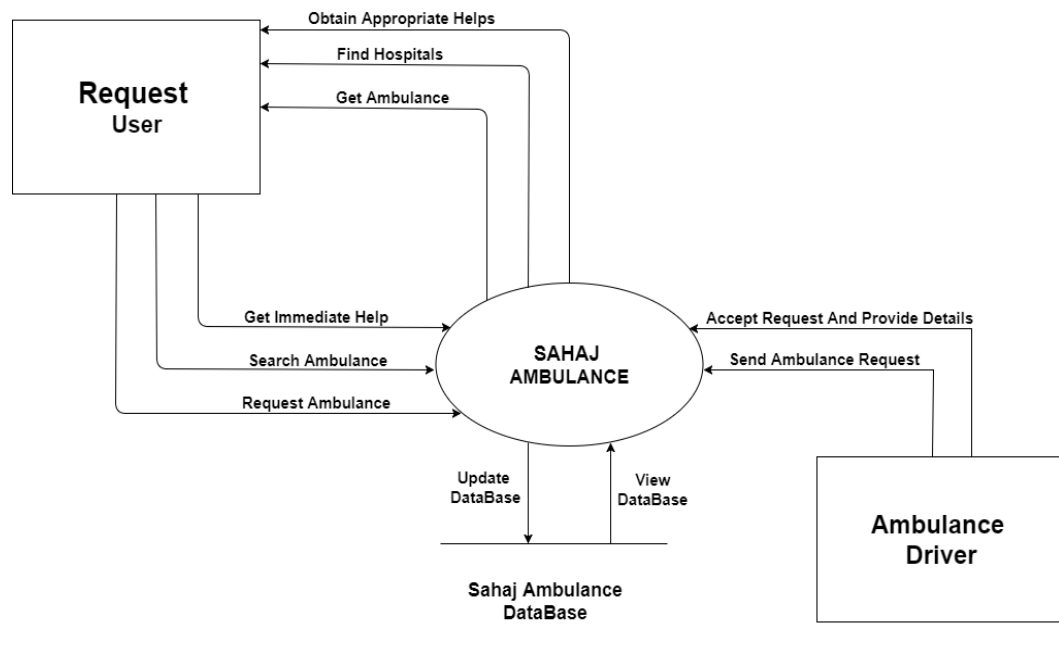 Obtain Appropriate Helps
Find Hospitals
Get Ambulance
Request
User
Get Immediate Help
Search Ambulance
Request Ambulance
SAHAJ
AMBULANCE
Accept Request And Provide Details
Send Ambulance Request
Update
DataBase
View
DataBase
Sahaj Ambulance
DataBase
Ambulance
Driver